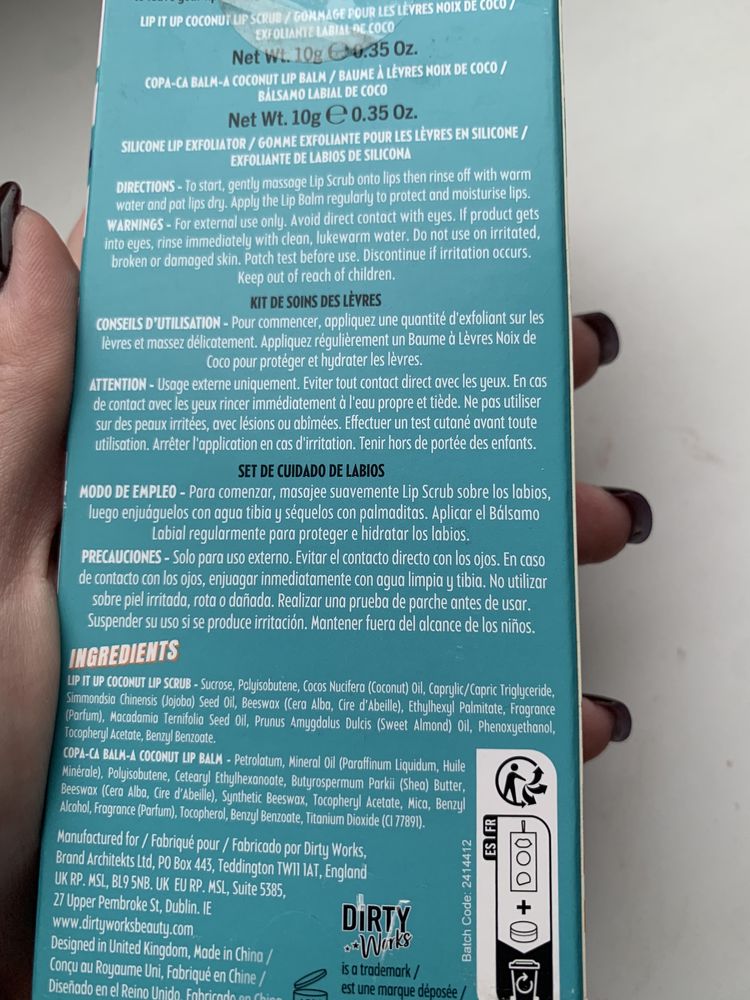 LIP IT UP COCONUT LIP SCRUB / GOMMAGE POUR LES LÈVRES NOIX DE COCO /
EXFOLIANTE LABIAL DE COCO
Net Wt. 10g ℮ 0.35 Oz.
COPA-CA BALM-A COCONUT LIP BALM / BAUME À LÈVRES NOIX DE COCO /
BÁLSAMO LABIAL DE COCO
Net Wt. 10g ℮ 0.35 Oz.
SILICONE LIP EXFOLIATOR / GOMME EXFOLIANTE POUR LES LÈVRES EN SILICONE /
EXFOLIANTE DE LABIOS DE SILICONA
DIRECTIONS - To start, gently massage Lip Scrub onto lips then rinse off with warm
water and pat lips dry. Apply the Lip Balm regularly to protect and moisturise lips.
WARNINGS - For external use only. Avoid direct contact with eyes. If product gets
into eyes, rinse immediately with clean, lukewarm water. Do not use on irritated,
broken or damaged skin. Patch test before use. Discontinue if irritation occurs.
Keep out of reach of children.
KIT DE SOINS DES LÈVRES
CONSEILS D'UTILISATION - Pour commencer, appliquez une quantité d'exfoliant sur les
lèvres et massez délicatement. Appliquez régulièrement un Baume à Lèvres Noix de
Coco pour protéger et hydrater les lèvres.
ATTENTION - Usage externe uniquement. Eviter tout contact direct avec les yeux. En cas
de contact avec les yeux rincer immédiatement à l'eau propre et tiède. Ne pas utiliser
sur des peaux irritées, avec lésions ou abîmées. Effectuer un test cutané avant toute
utilisation. Arrêter l'application en cas d'irritation. Tenir hors de portée des enfants.
SET DE CUIDADO DE LABIOS
MODO DE EMPLEO - Para comenzar, masajee suavemente Lip Scrub sobre los labios,
luego enjuáguelos con agua tibia y séquelos con palmaditas. Aplicar el Bálsamo
Labial regularmente para proteger e hidratar los labios.
PRECAUCIONES - Solo para uso externo. Evitar el contacto directo con los ojos. En caso
de contacto con los ojos, enjuagar inmediatamente con agua limpia y tibia. No utilizar
sobre piel irritada, rota o dañada. Realizar una prueba de parche antes de usar.
Suspender su uso si se produce irritación. Mantener fuera del alcance de los niños.
INGREDIENTS
LIP IT UP COCONUT LIP SCRUB - Sucrose, Polyisobutene, Cocos Nucifera (Coconut) Oil, Caprylic/Capric Triglyceride,
Simmondsia Chinensis (Jojoba) Seed Oil, Beeswax (Cera Alba, Cire d'Abeille), Ethylhexyl Palmitate, Fragrance
(Parfum), Macadamia Ternifolia Seed Oil, Prunus Amygdalus Dulcis (Sweet Almond) Oil, Phenoxyethanol,
Tocopheryl Acetate, Benzyl Benzoate.
COPA-CA BALM-A COCONUT LIP BALM - Petrolatum, Mineral Oil (Paraffinum Liquidum, Huile
Minérale), Polyisobutene, Cetearyl Ethylhexanoate, Butyrospermum Parkii (Shea) Butter,
Beeswax (Cera Alba, Cire d'Abeille), Synthetic Beeswax, Tocopheryl Acetate, Mica, Benzyl
Alcohol, Fragrance (Parfum), Tocopherol, Benzyl Benzoate, Titanium Dioxide (CI 77891).
Manufactured for / Fabriqué pour / Fabricado por Dirty Works,
Brand Architekts Ltd, PO Box 443, Teddington TW11 1AT, England
UK RP. MSL, BL9 5NB. UK EU RP. MSL, Suite 5385,
27 Upper Pembroke St, Dublin. IE
www.dirtyworksbeauty.com
Designed in United Kingdom, Made in China /
Conçu au Royaume Uni, Fabriqué en Chine /
Diseñado en el Reino Unido, Fabricado en China
DIRTY
Works
is a trademark /
est une marque déposée /
Batch Code: 2414412
ES | FR
+